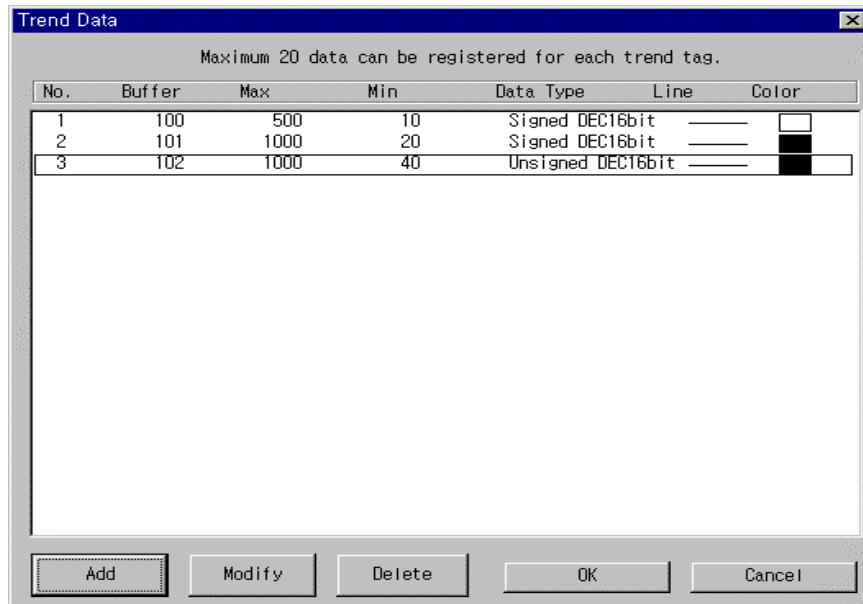 Trend Data
Maximum 20 data can be registered for each trend tag.
No. Buffer Max Min Data Type Line Color
1 100 500 10 Signed DEC16bit
2 101 1000 20 Signed DEC16bit
3 102 1000 40 Unsigned DEC16bit
Add Modify Delete OK Cancel